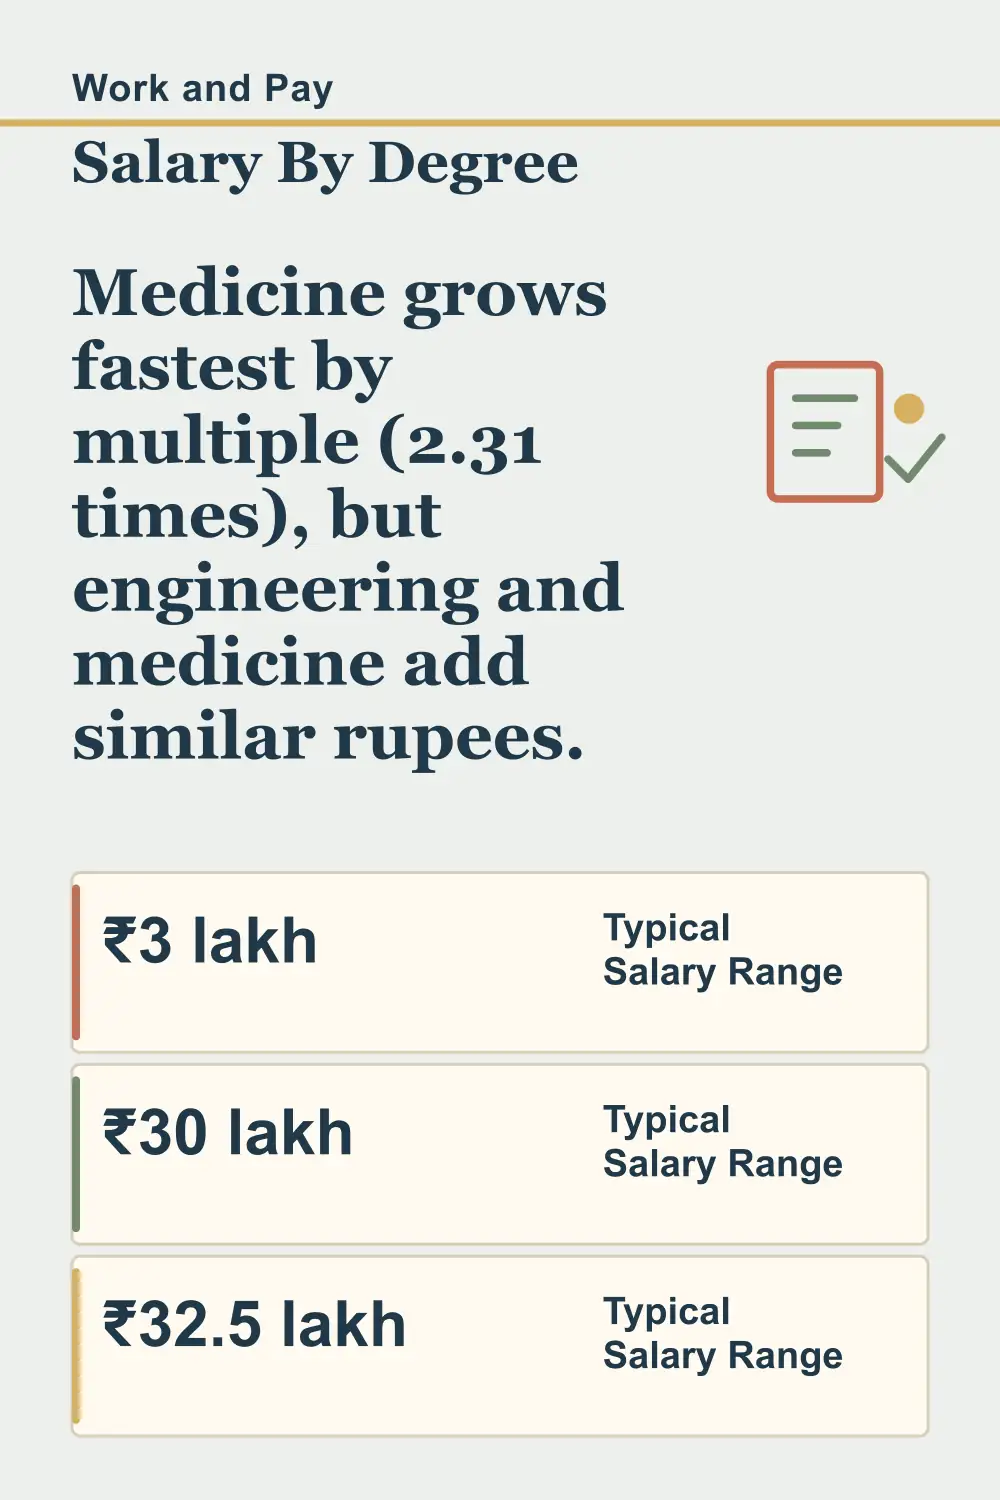 Work and Pay
Salary By Degree
Medicine grows
fastest by
multiple (2.31
times), but
engineering and
medicine add
similar rupees.
₹3 lakh
Typical
Salary Range
₹30 lakh
Typical
Salary Range
₹32.5 lakh
Typical
Salary Range